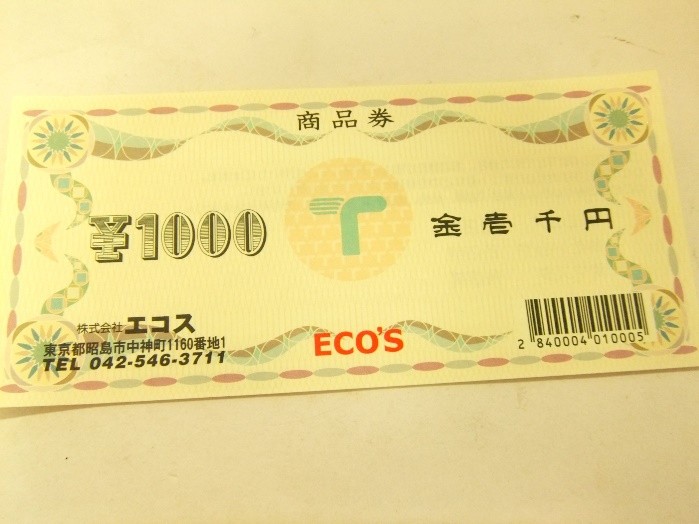 商品券
¥1000
金壱千円
株式会社 エコス
東京都昭島市中神町1160番地1
TEL 042-546-3711
ECO'S
2 840004 010005